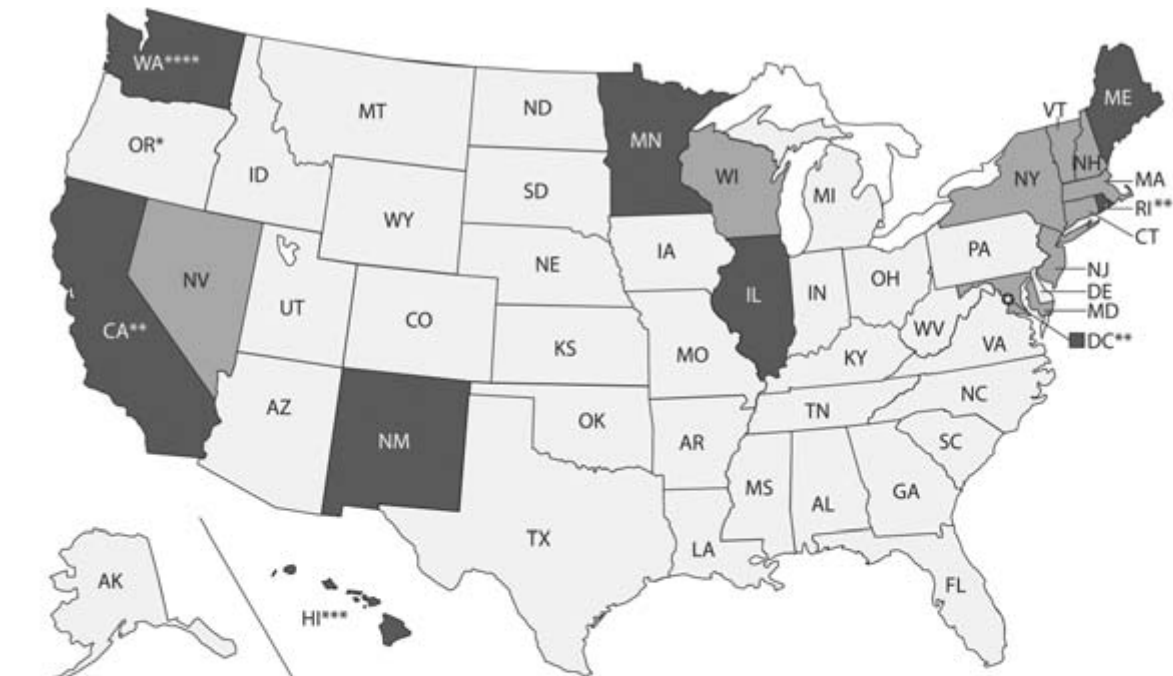 WA****
MT
ND
MN
ME
VT
OR*
ID
SD
WI
MI
NY
NH
MA
RI**
CT
WY
NV
UT
NE
IA
PA
NJ
DE
MD
DC**
CA**
CO
KS
MO
IL
IN
OH
WV
VA
KY
AZ
NM
OK
AR
TN
NC
SC
TX
LA
MS
AL
GA
FL
AK
HI***